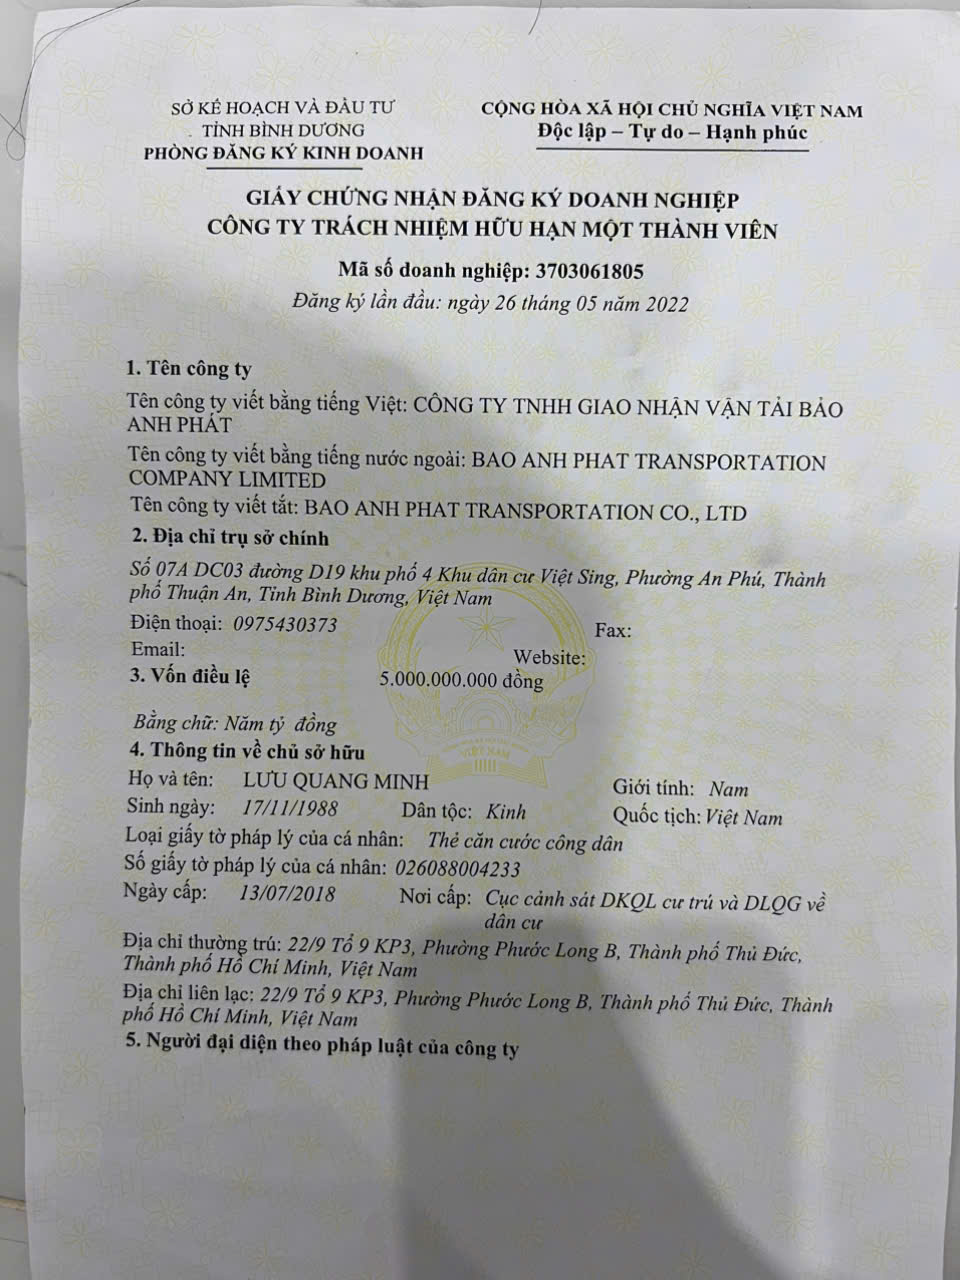 SỞ KẾ HOẠCH VÀ ĐẦU TƯ
TỈNH BÌNH DƯƠNG
PHÒNG ĐĂNG KÝ KINH DOANH
CỘNG HÒA XÃ HỘI CHỦ NGHĨA VIỆT NAM
Độc lập – Tự do – Hạnh phúc
GIẤY CHỨNG NHẬN ĐĂNG KÝ DOANH NGHIỆP
CÔNG TY TRÁCH NHIỆM HỮU HẠN MỘT THÀNH VIÊN
Mã số doanh nghiệp: 3703061805
Đăng ký lần đầu: ngày 26 tháng 05 năm 2022
1. Tên công ty
Tên công ty viết bằng tiếng Việt: CÔNG TY TNHH GIAO NHẬN VẬN TẢI BẢO
ANH PHÁT
Tên công ty viết bằng tiếng nước ngoài: BAO ANH PHAT TRANSPORTATION
COMPANY LIMITED
Tên công ty viết tắt: BAO ANH PHAT TRANSPORTATION CO., LTD
2. Địa chỉ trụ sở chính
Số 07A DC03 đường D19 khu phố 4 Khu dân cư Việt Sing, Phường An Phú, Thành
phố Thuận An, Tỉnh Bình Dương, Việt Nam
Điện thoại: 0975430373 Fax:
Email: Website:
3. Vốn điều lệ 5.000.000.000 đồng
Bằng chữ: Năm tỷ đồng
VIỆT NAM
4. Thông tin về chủ sở hữu
Họ và tên: LƯU QUANG MINH Giới tính: Nam
Sinh ngày: 17/11/1988 Dân tộc: Kinh Quốc tịch: Việt Nam
Loại giấy tờ pháp lý của cá nhân: Thẻ căn cước công dân
Số giấy tờ pháp lý của cá nhân: 026088004233
Ngày cấp: 13/07/2018 Nơi cấp: Cục cảnh sát DKQL cư trú và DLQG về
dân cư
Địa chỉ thường trú: 22/9 Tổ 9 KP3, Phường Phước Long B, Thành phố Thủ Đức,
Thành phố Hồ Chí Minh, Việt Nam
Địa chỉ liên lạc: 22/9 Tổ 9 KP3, Phường Phước Long B, Thành phố Thủ Đức, Thành
phố Hồ Chí Minh, Việt Nam
5. Người đại diện theo pháp luật của công ty